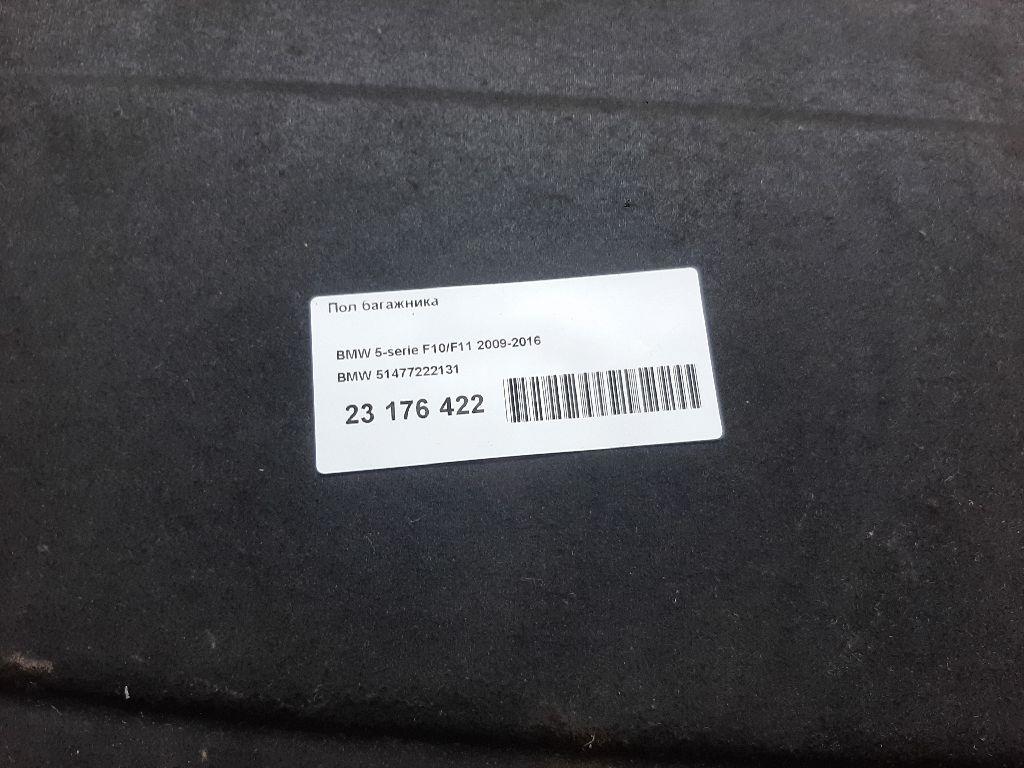 Пол багажника
BMW 5-serie F10/F11 2009-2016
BMW 51477222131
23 176 422